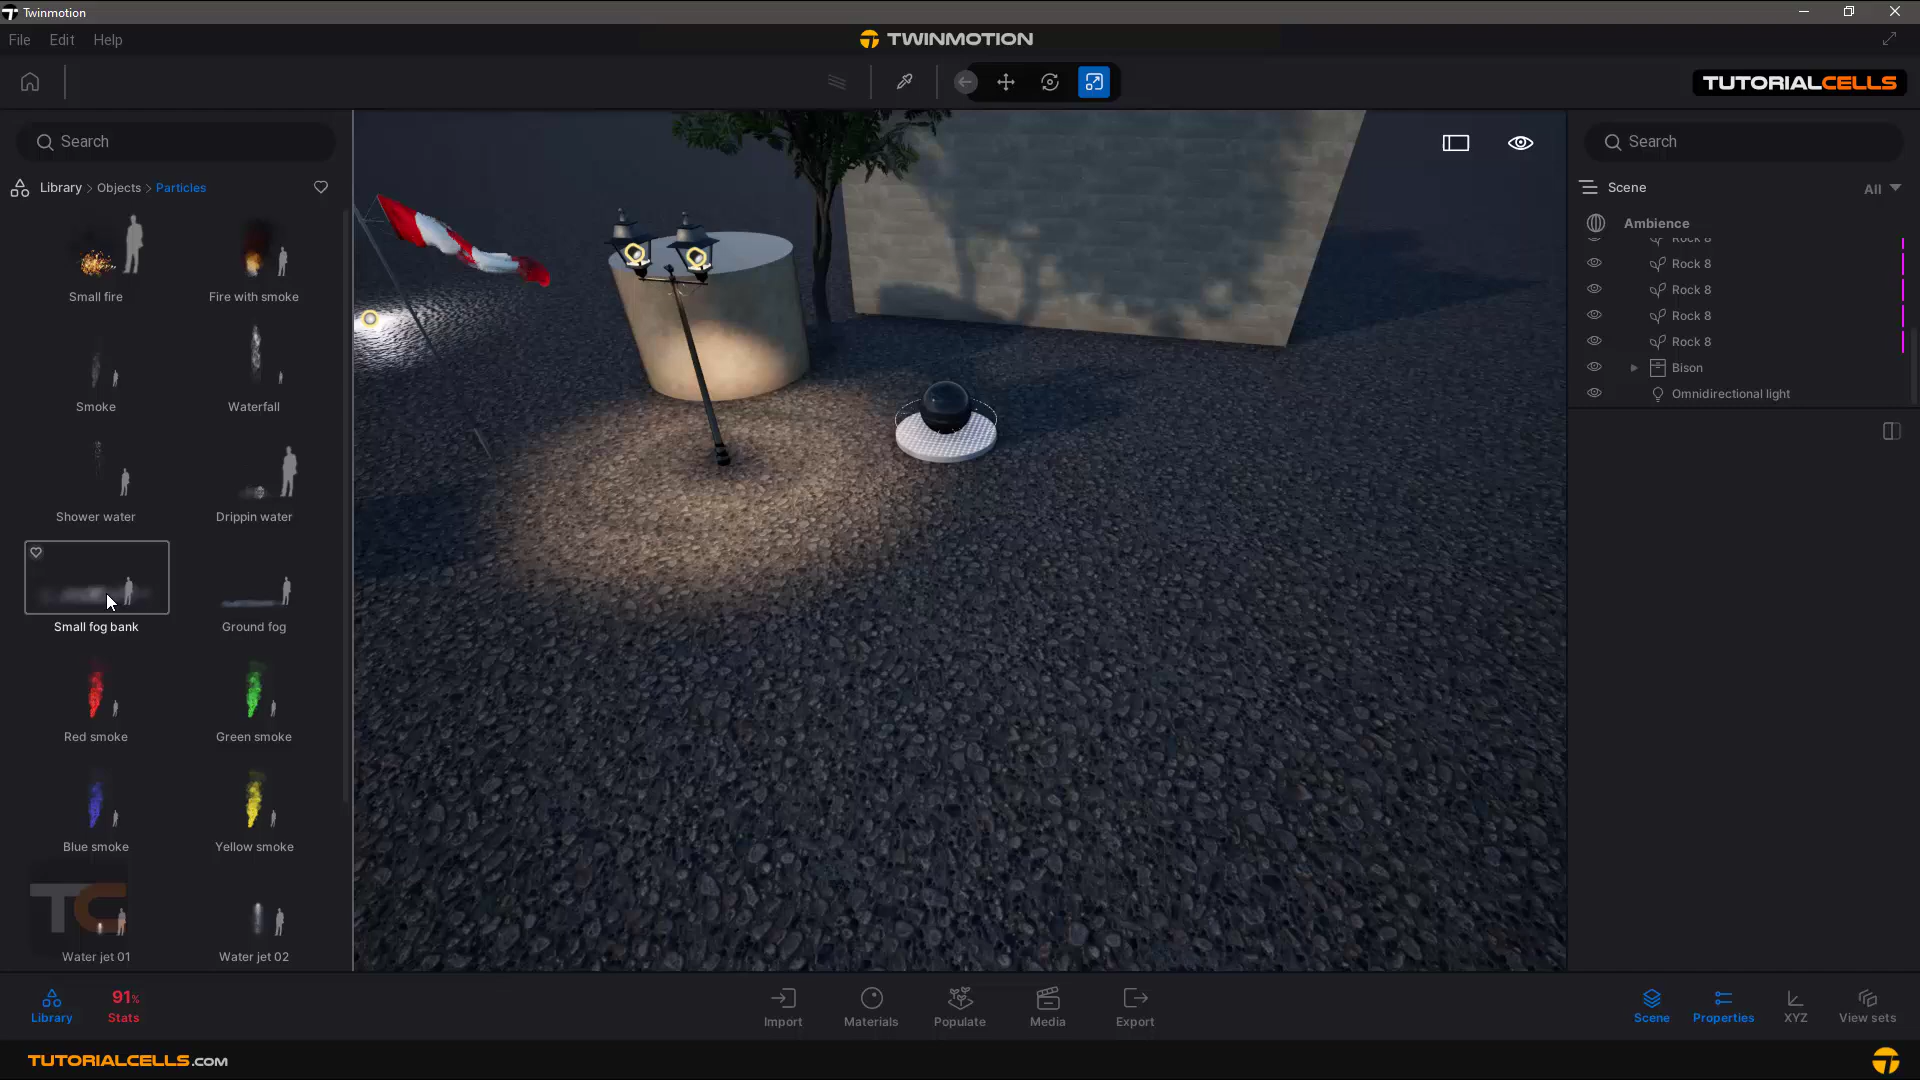 Twinmotion
File Edit Help
TWINMOTION
TUTORIALCELLS
Search
Library > Objects > Particles
Small fire
Fire with smoke
Smoke
Waterfall
Shower water
Drippin water
Small fog bank
Ground fog
Red smoke
Green smoke
Blue smoke
Yellow smoke
TC
Water jet 01
Water jet 02
Search
Scene
All
Ambience
Rock 8
Rock 8
Rock 8
Rock 8
Rock 8
Bison
Omnidirectional light
Library
91%
Stats
Import
Materials
Populate
Media
Export
Scene
Properties
XYZ
View sets
TUTORIALCELLS.COM